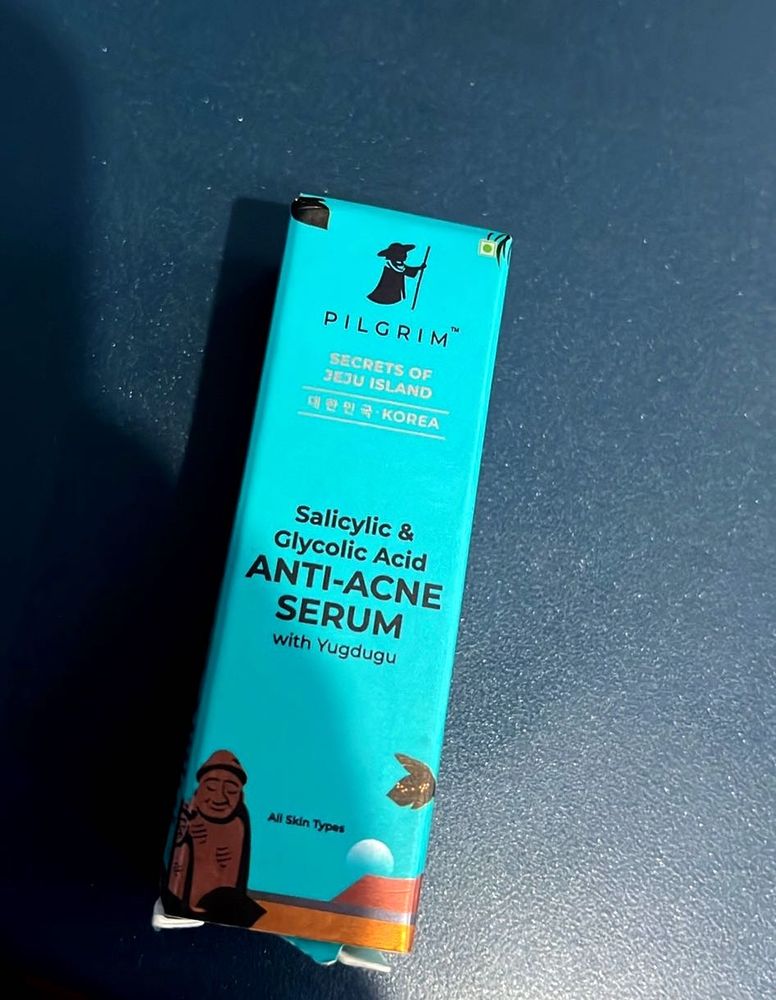 PILGRIM™
SECRETS OF
JEJU ISLAND
대한민국·KOREA
Salicylic &
Glycolic Acid
ANTI-ACNE
SERUM
with Yugdugu
All Skin Types